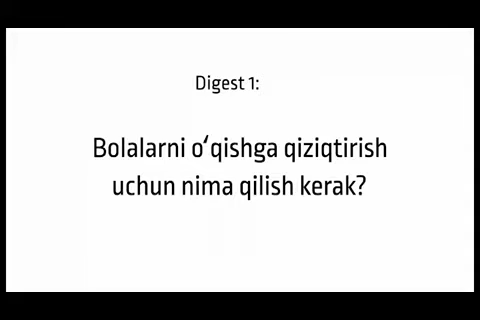 Digest 1:
Bolalarni oʻqishga qiziqtirish
uchun nima qilish kerak?